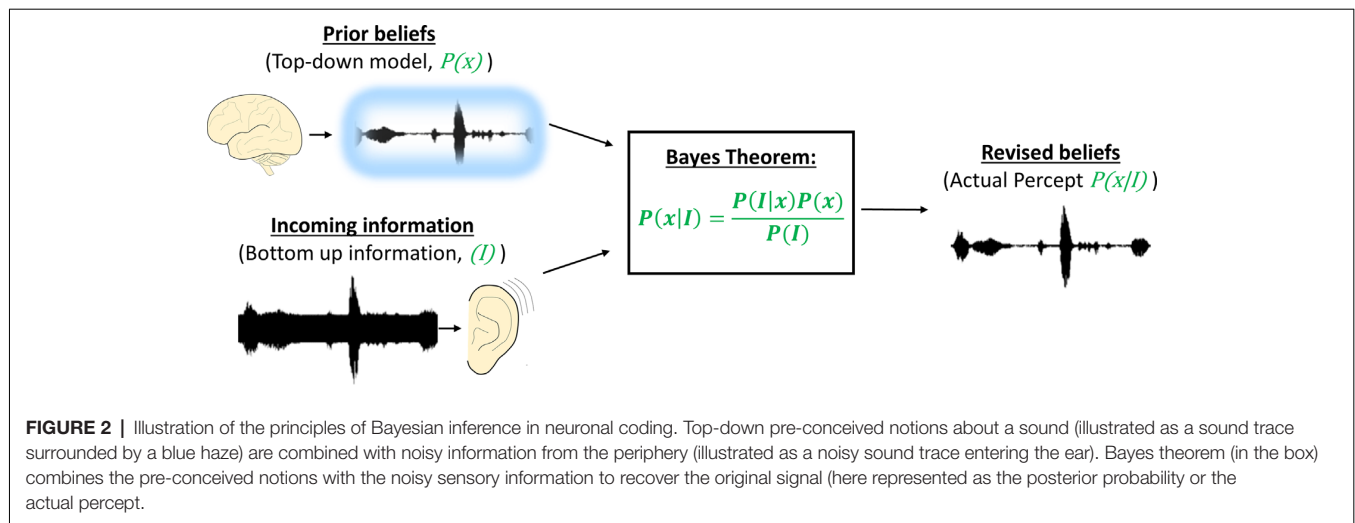 Prior beliefs
(Top-down model, P(x) )
Incoming information
(Bottom up information, (I) )
Bayes Theorem:
P(x|I) = P(I|x)P(x) / P(I)
Revised beliefs
(Actual Percept P(x/I) )
FIGURE 2 | Illustration of the principles of Bayesian inference in neuronal coding. Top-down pre-conceived notions about a sound (illustrated as a sound trace
surrounded by a blue haze) are combined with noisy information from the periphery (illustrated as a noisy sound trace entering the ear). Bayes theorem (in the box)
combines the pre-conceived notions with the noisy sensory information to recover the original signal (here represented as the posterior probability or the
actual percept.